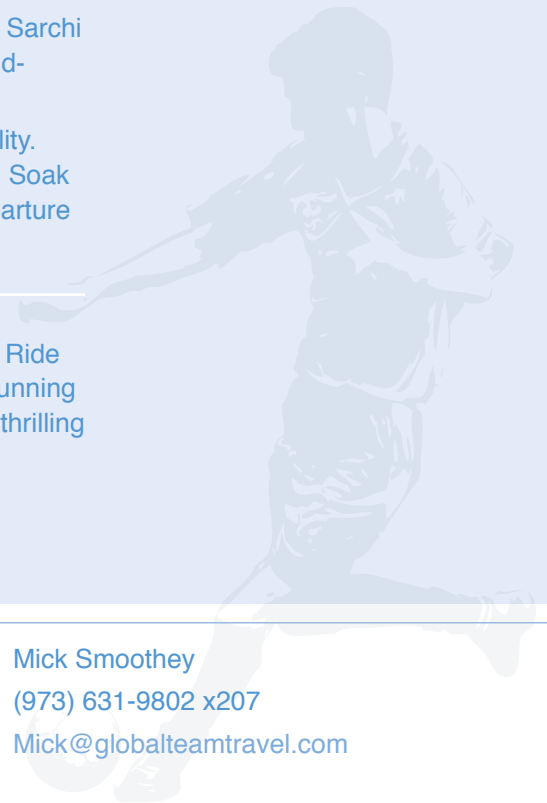 Sarchi
d-
lity.
Soak
arture
Ride
unning
thrilling
Mick Smoothey
(973) 631-9802 x207
Mick@globalteamtravel.com